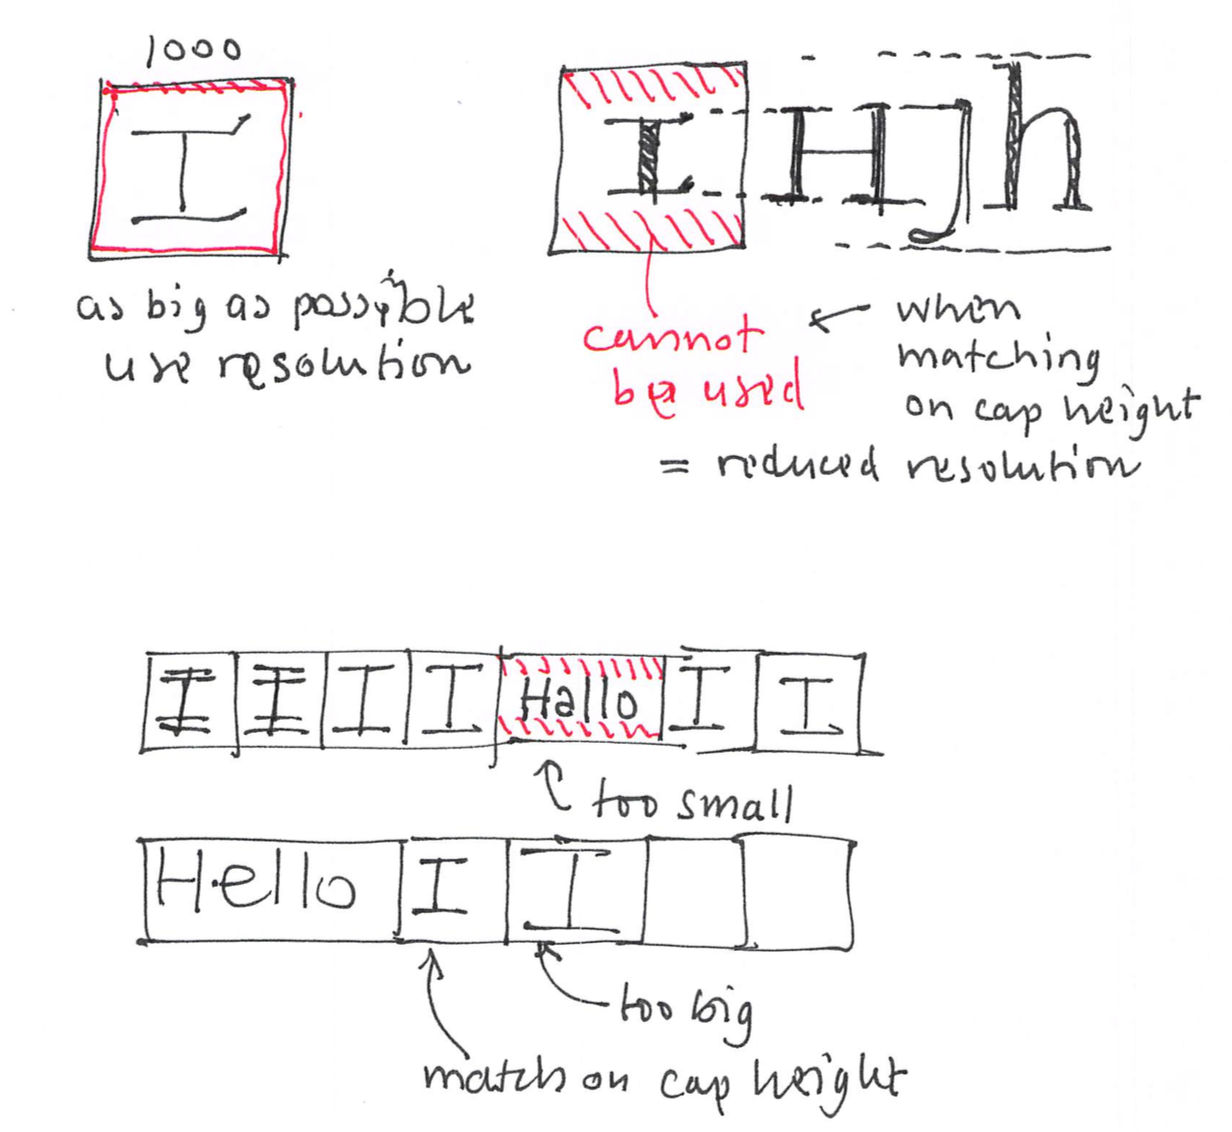 1000
I
I H J h
as big as possible
use resolution
cannot
be used
when
matching
on cap height
= reduced resolution
I I I I Hallo I I
too small
Hello I I
too big
match on cap height